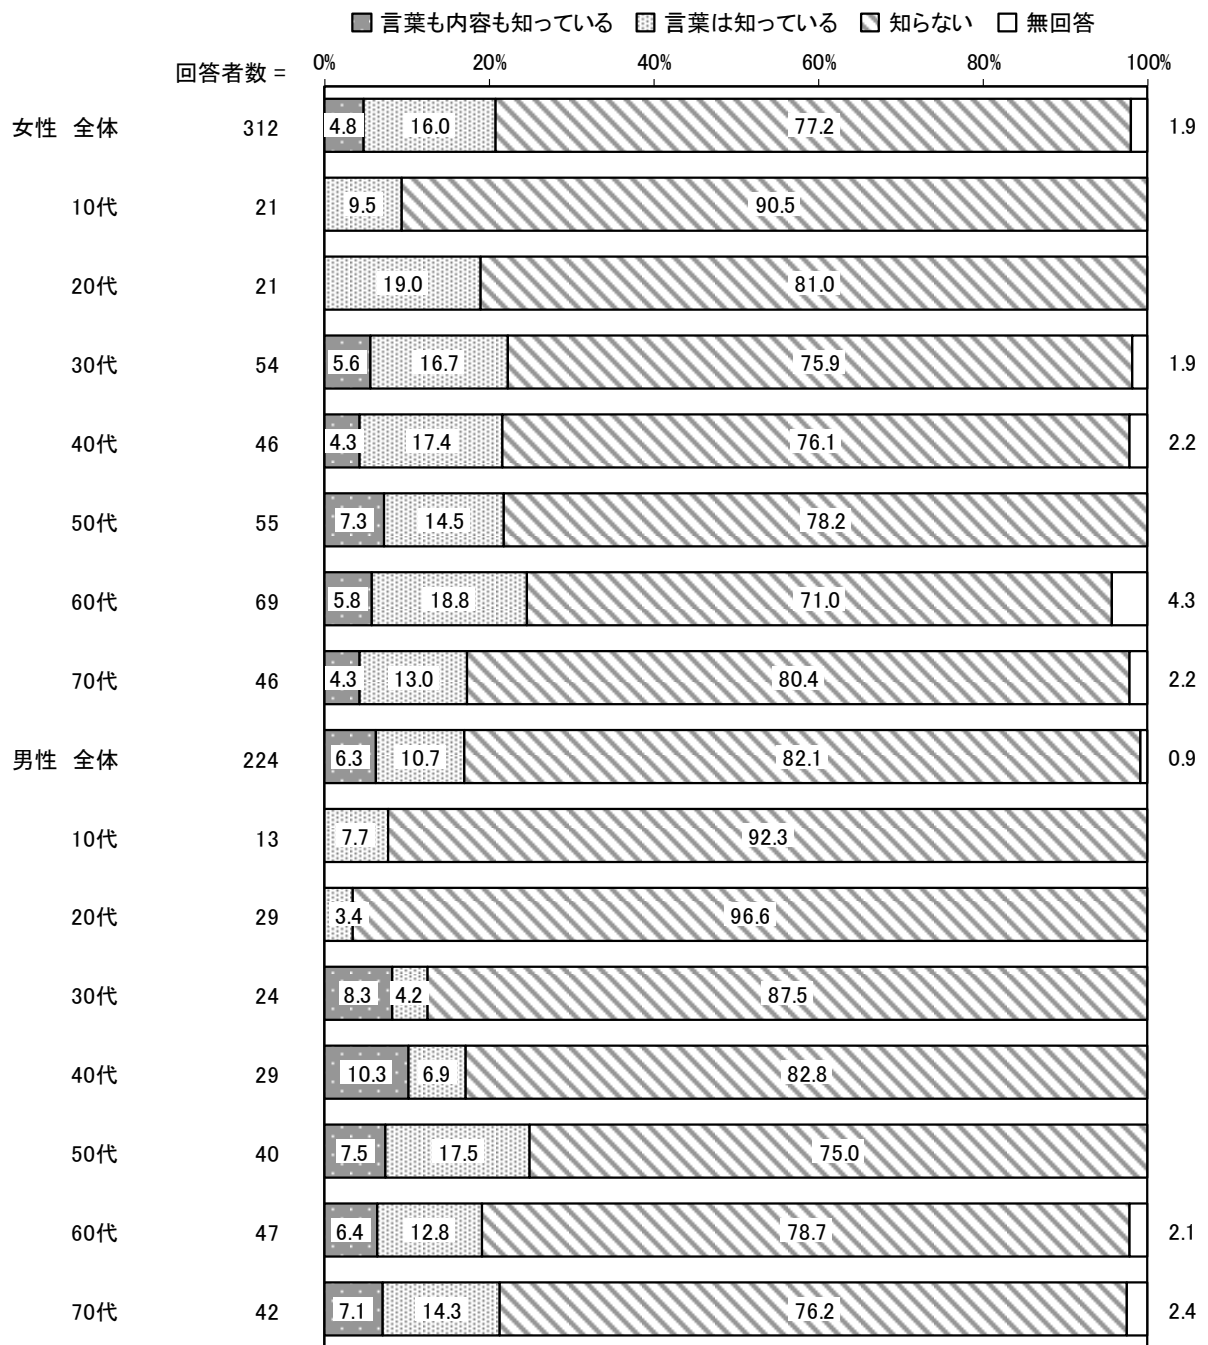 言葉も内容も知っている 言葉は知っている 知らない 無回答
回答者数 = 0% 20% 40% 60% 80% 100%
女性 全体 312 4.8 16.0 77.2 1.9
10代 21 9.5 90.5
20代 21 19.0 81.0
30代 54 5.6 16.7 75.9 1.9
40代 46 4.3 17.4 76.1 2.2
50代 55 7.3 14.5 78.2
60代 69 5.8 18.8 71.0 4.3
70代 46 4.3 13.0 80.4 2.2
男性 全体 224 6.3 10.7 82.1 0.9
10代 13 7.7 92.3
20代 29 3.4 96.6
30代 24 8.3 4.2 87.5
40代 29 10.3 6.9 82.8
50代 40 7.5 17.5 75.0
60代 47 6.4 12.8 78.7 2.1
70代 42 7.1 14.3 76.2 2.4